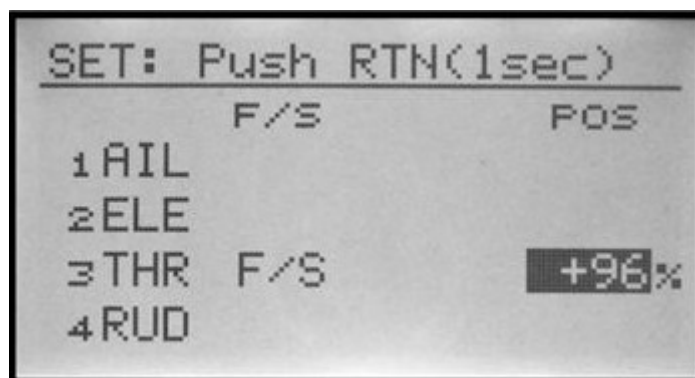 SET: Push RTN(1sec)
F/S POS
1AIL
2ELE
3THR F/S +96%
4RUD